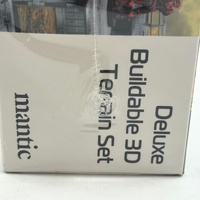 Deluxe
Buildable 3D
Terrain Set
mantic